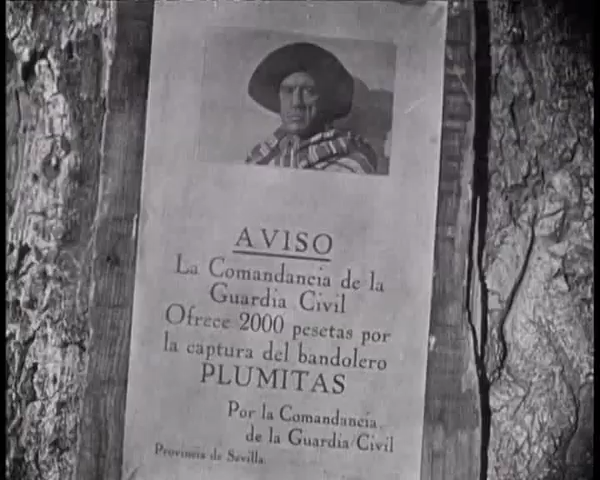 AVISO
La Comandancia de la
Guardia Civil
Ofrece 2000 pesetas por
la captura del bandolero
PLUMITAS
Por la Comandancia
de la Guardia Civil
Provincia de Sevilla.